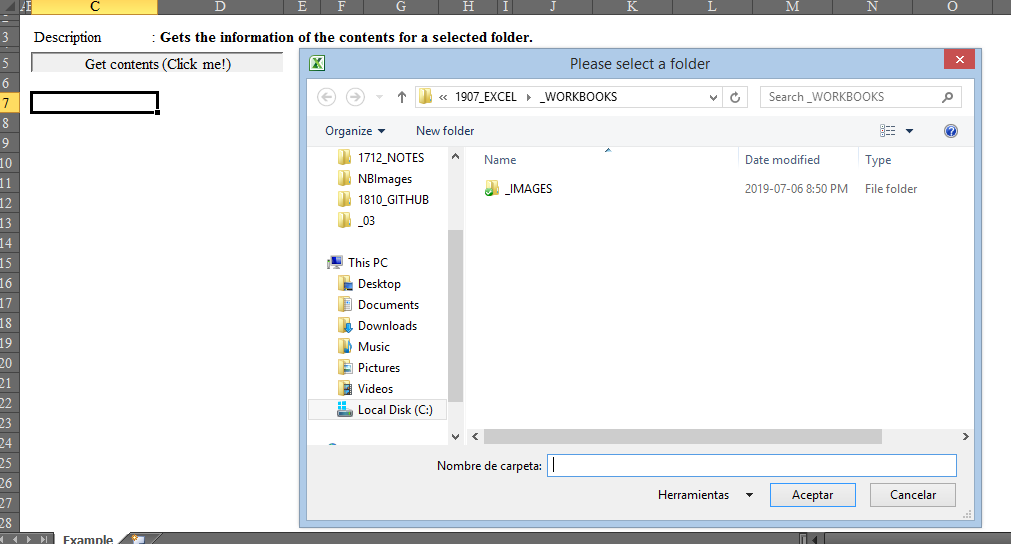 C D E F G H I J K L M N O
3 Description : Gets the information of the contents for a selected folder.
5 Get contents (Click me!)
6
7
8
9
10
11
12
13
14
15
16
17
18
19
20
21
22
23
24
25
26
27
28
Please select a folder
« 1907_EXCEL _WORKBOOKS
Search _WORKBOOKS
Organize New folder
1712_NOTES
NBImages
1810_GITHUB
_03
This PC
Desktop
Documents
Downloads
Music
Pictures
Videos
Local Disk (C:)
Name Date modified Type
_IMAGES 2019-07-06 8:50 PM File folder
Nombre de carpeta:
Herramientas Aceptar Cancelar
Example